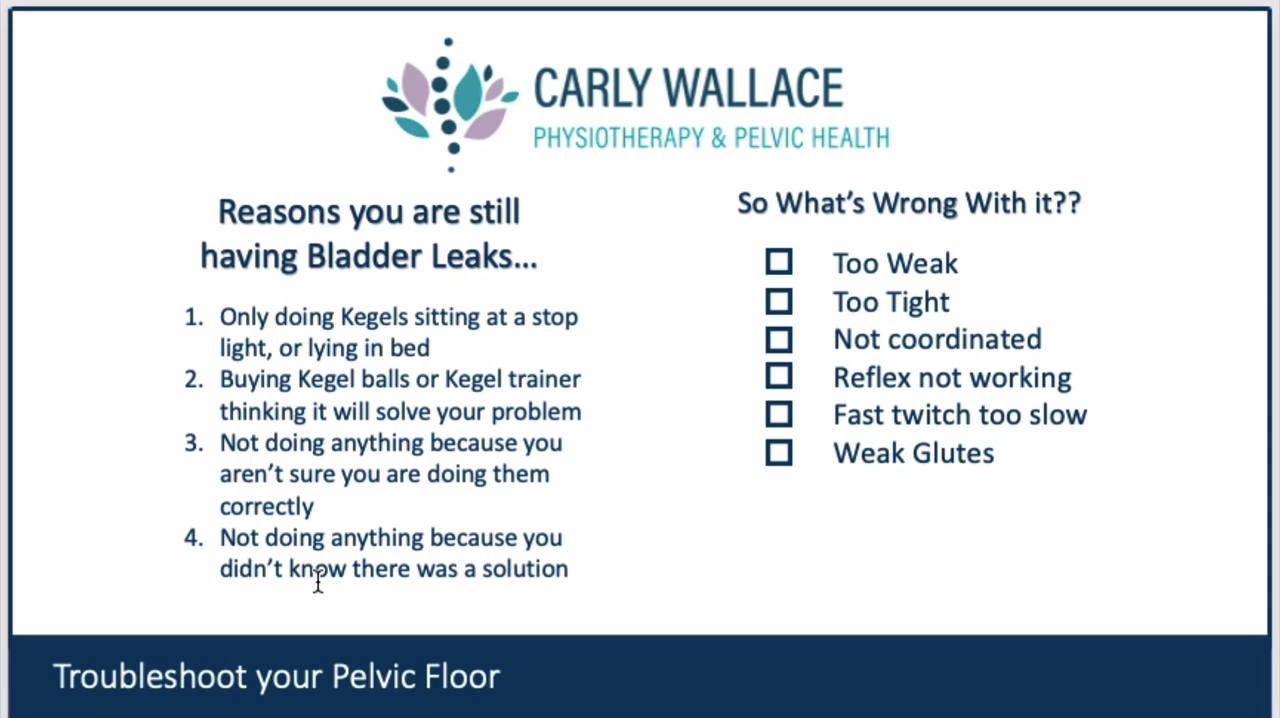 CARLY WALLACE
PHYSIOTHERAPY & PELVIC HEALTH
Reasons you are still
having Bladder Leaks...
1. Only doing Kegels sitting at a stop
light, or lying in bed
2. Buying Kegel balls or Kegel trainer
thinking it will solve your problem
3. Not doing anything because you
aren't sure you are doing them
correctly
4. Not doing anything because you
didn't know there was a solution
So What's Wrong With it??
Too Weak
Too Tight
Not coordinated
Reflex not working
Fast twitch too slow
Weak Glutes
Troubleshoot your Pelvic Floor